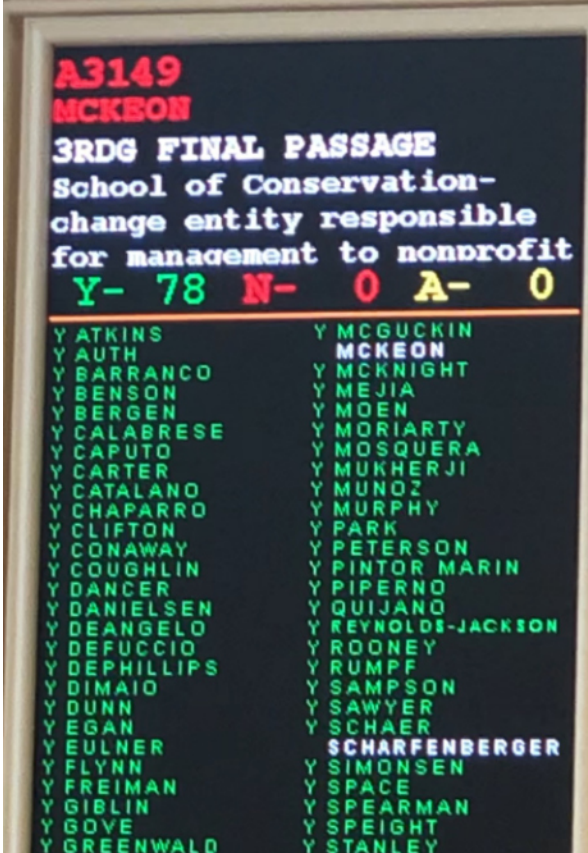 A3149
MCKEON
3RDG FINAL PASSAGE
School of Conservation-
change entity responsible
for management to nonprofit
Y- 78 N- 0 A- 0
Y ATKINS
Y AUTH
Y BARRANCO
Y BENSON
Y BERGEN
Y CALABRESE
Y CAPUTO
Y CARTER
Y CATALANO
Y CHAPARRO
Y CLIFTON
Y CONAWAY
Y COUGHLIN
Y DANCER
Y DANIELSEN
Y DEANGELO
Y DEFUCCIO
Y DEPHILLIPS
Y DIMAIO
Y DUNN
Y EGAN
Y EULNER
Y FLYNN
Y FREIMAN
Y GIBLIN
Y GOVE
Y GREENWALD
Y MCGUCKIN
MCKEON
Y MCKNIGHT
Y MEJIA
Y MOEN
Y MORIARTY
Y MOSQUERA
Y MUKHERJI
Y MUNOZ
Y MURPHY
Y PARK
Y PETERSON
Y PINTOR MARIN
Y PIPERNO
Y QUIJANO
Y REYNOLDS-JACKSON
Y ROONEY
Y RUMPF
Y SAMPSON
Y SAWYER
Y SCHAER
SCHARFENBERGER
Y SIMONSEN
Y SPACE
Y SPEARMAN
Y SPEIGHT
Y STANLEY